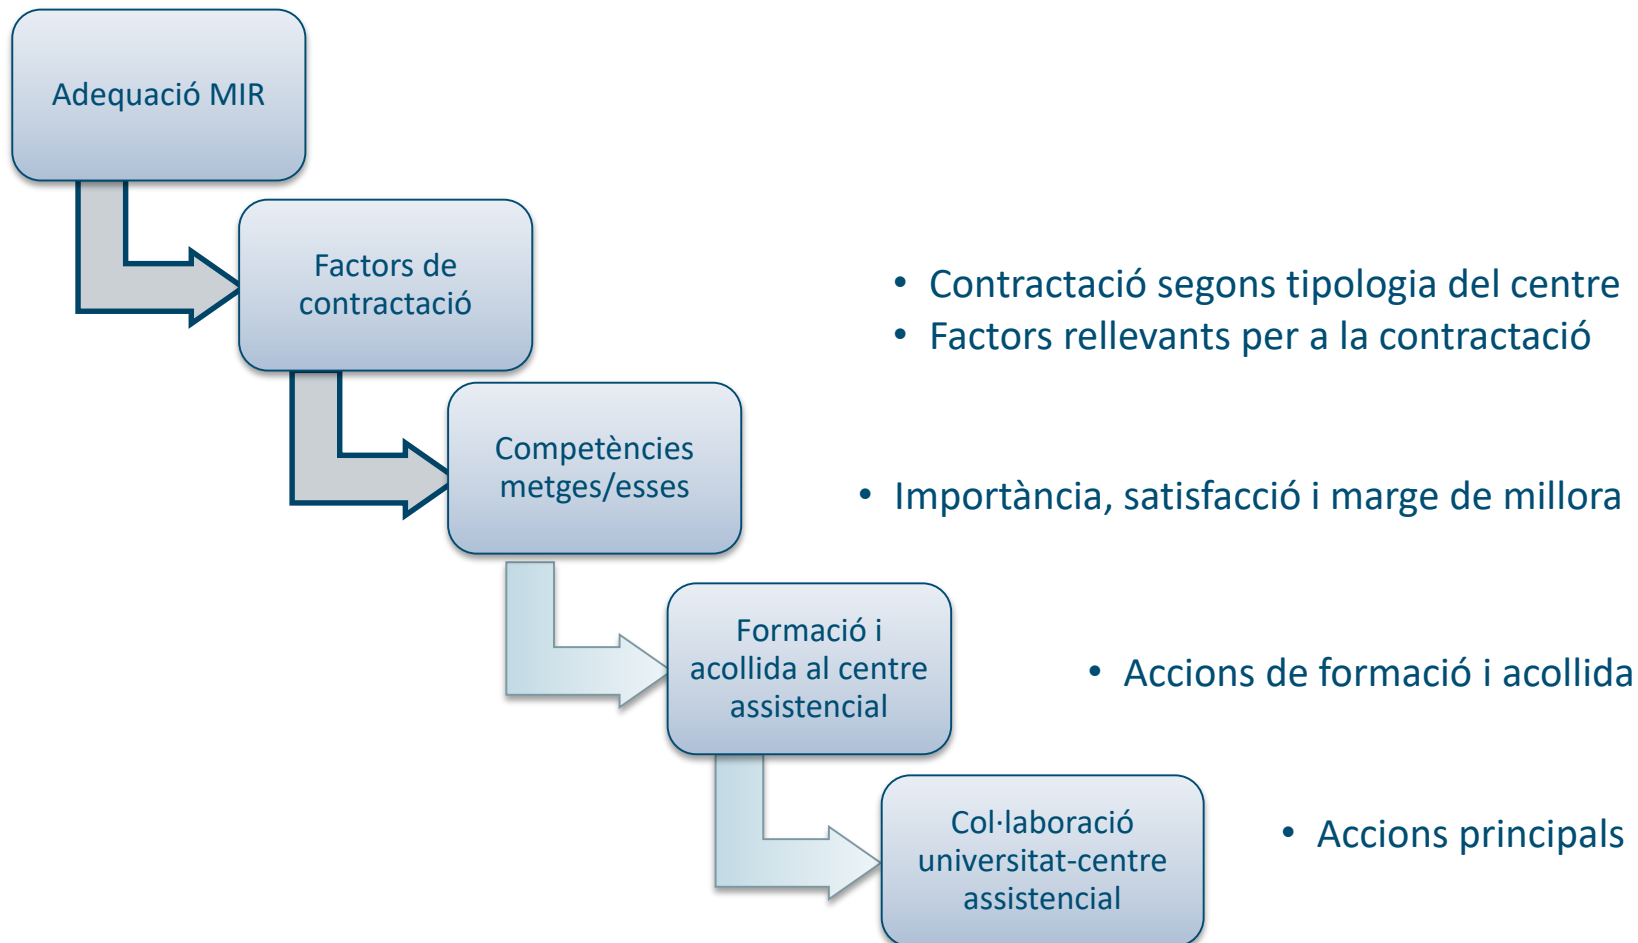 Adequació MIR
Factors de
contractació
• Contractació segons tipologia del centre
• Factors rellevants per a la contractació
Competències
metges/esses
• Importància, satisfacció i marge de millora
Formació i
acollida al centre
assistencial
• Accions de formació i acollida
Col·laboració
universitat-centre
assistencial
• Accions principals